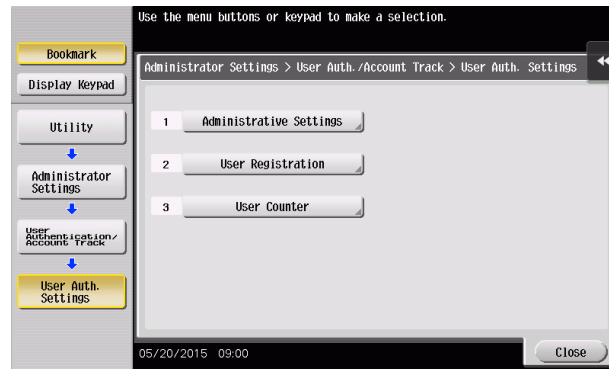 Use the menu buttons or keypad to make a selection.
Bookmark
Display Keypad
Utility
Administrator
Settings
User
Authentication/
Account Track
User Auth.
Settings
Administrator Settings > User Auth./Account Track > User Auth. Settings
1 Administrative Settings
2 User Registration
3 User Counter
05/20/2015 09:00
Close